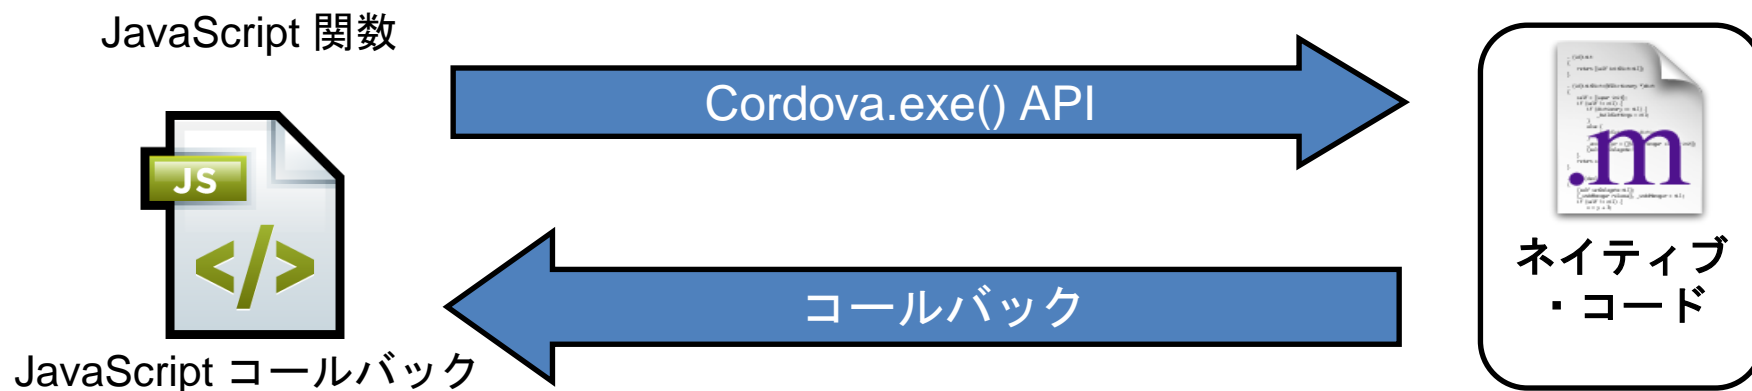 JavaScript 関数
Cordova.exe() API
JS
</>
.m
ネイティブ
・コード
コールバック
JavaScript コールバック